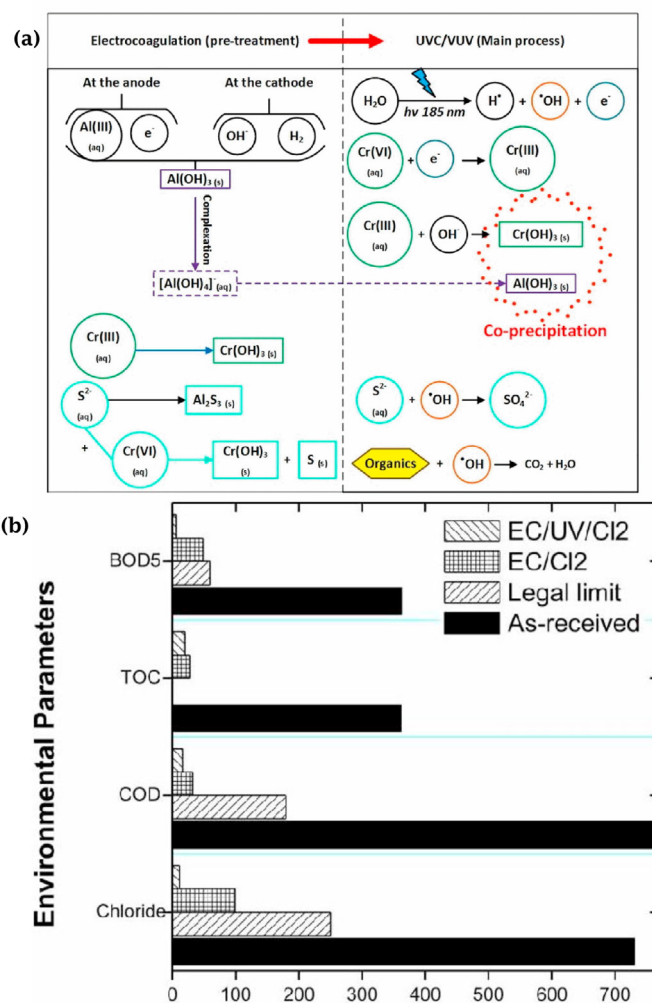 (a)
Electrocoagulation (pre-treatment) UVC/VUV (Main process)
At the anode At the cathode
Al(III) (aq) e⁻ OH⁻ H₂
Al(OH)₃ (s)
Complexation
[Al(OH)₄]⁻ (aq)
Cr(III) (aq) Cr(OH)₃ (s)
S²⁻ (aq) Al₂S₃ (s)
+ Cr(VI) (aq) Cr(OH)₃ (s) + S (s)
H₂O hv 185 nm H• + •OH + e⁻
Cr(VI) (aq) + e⁻ Cr(III) (aq)
Cr(III) (aq) + OH⁻ Cr(OH)₃ (s)
Al(OH)₃ (s)
Co-precipitation
S²⁻ (aq) + •OH SO₄²⁻
Organics + •OH CO₂ + H₂O
(b)
Environmental Parameters
BOD5
TOC
COD
Chloride
EC/UV/Cl2
EC/Cl2
Legal limit
As-received
0 100 200 300 400 500 600 700